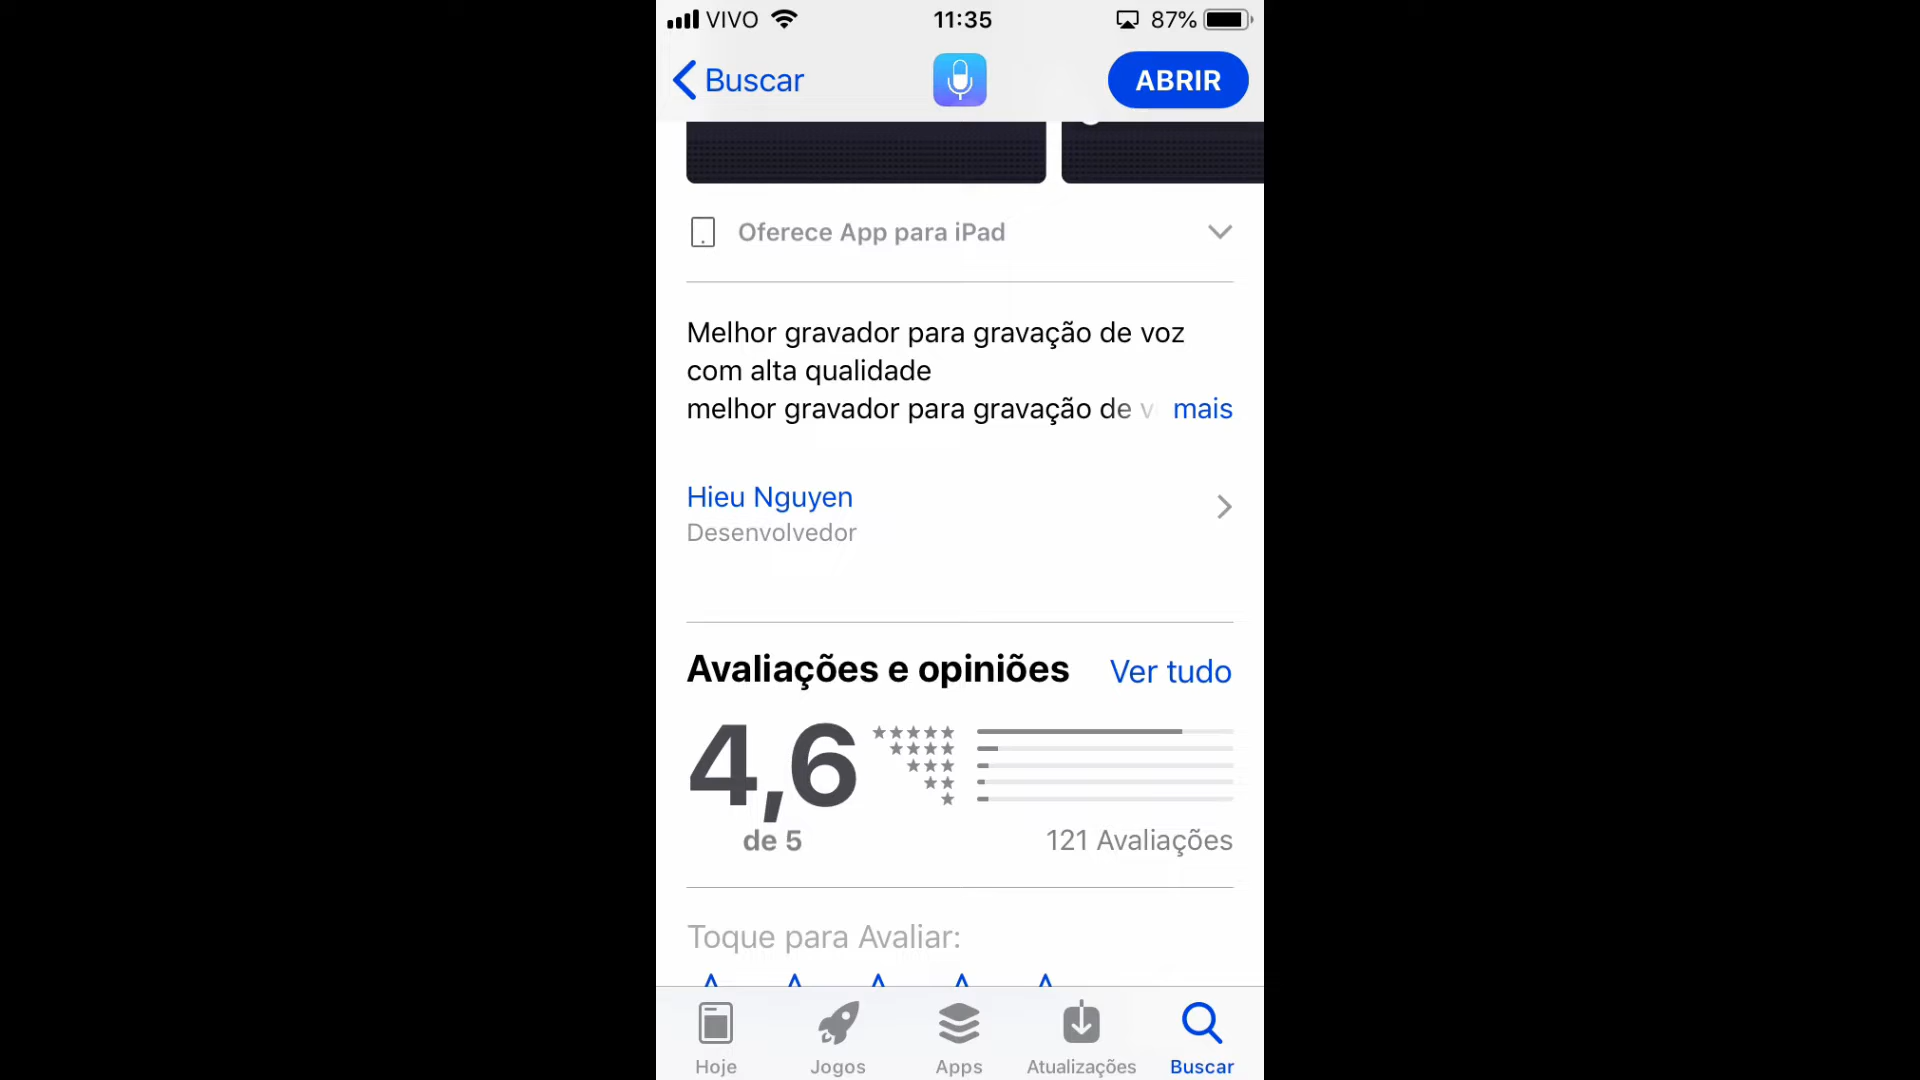 VIVO 11:35 87%
Buscar ABRIR
Oferece App para iPad
Melhor gravador para gravação de voz
com alta qualidade
melhor gravador para gravação de v mais
Hieu Nguyen
Desenvolvedor
Avaliações e opiniões Ver tudo
4,6
de 5 121 Avaliações
Toque para Avaliar:
Hoje Jogos Apps Atualizações Buscar